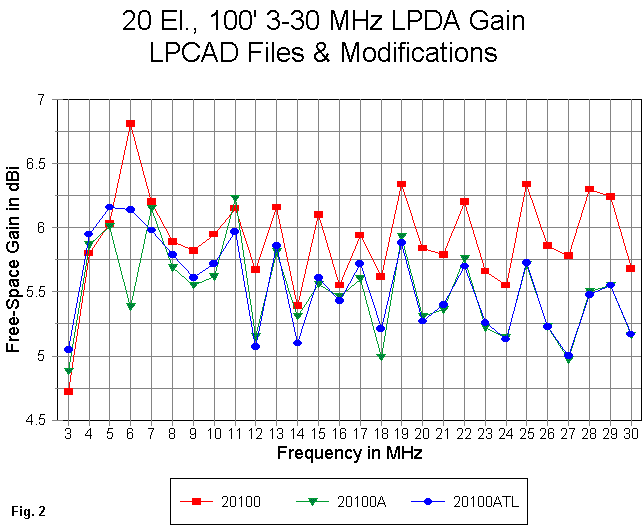 20 El., 100' 3-30 MHz LPDA Gain
LPCAD Files & Modifications
Free-Space Gain in dBi
7
6.5
6
5.5
5
4.5
3 4 5 6 7 8 9 10 11 12 13 14 15 16 17 18 19 20 21 22 23 24 25 26 27 28 29 30
Frequency in MHz
20100 20100A 20100ATL
Fig. 2